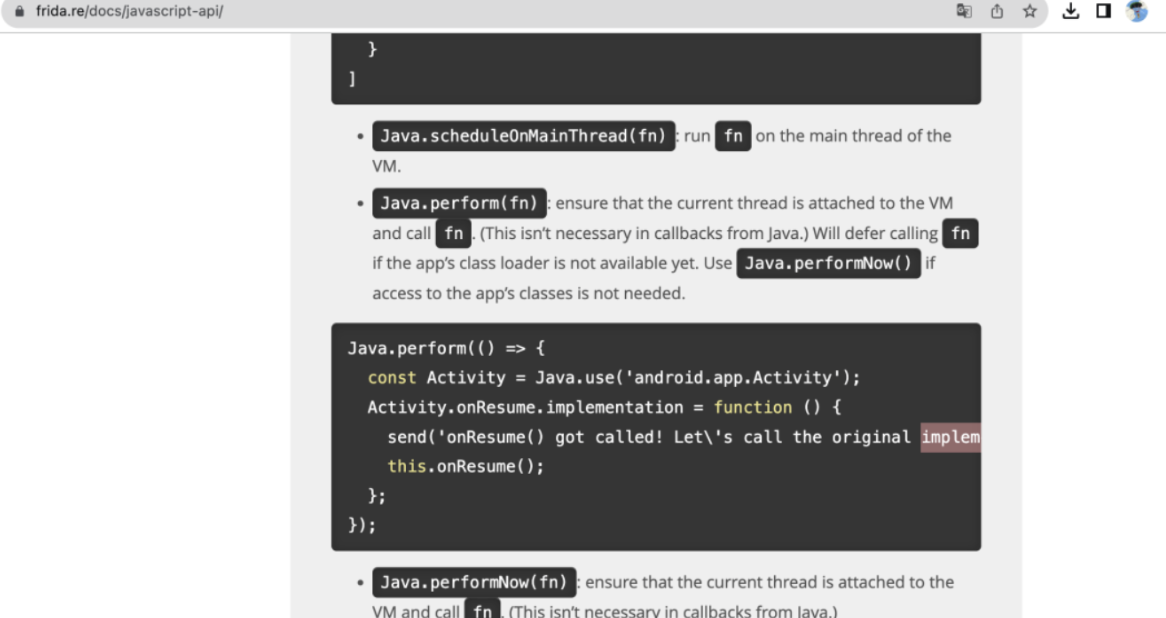 frida.re/docs/javascript-api/
}
]
• Java.scheduleOnMainThread(fn) : run fn on the main thread of the
VM.
• Java.perform(fn) : ensure that the current thread is attached to the VM
and call fn . (This isn’t necessary in callbacks from Java.) Will defer calling fn
if the app’s class loader is not available yet. Use Java.performNow() if
access to the app’s classes is not needed.
Java.perform(() => {
const Activity = Java.use('android.app.Activity');
Activity.onResume.implementation = function () {
send('onResume() got called! Let\'s call the original implem
this.onResume();
};
});
• Java.performNow(fn) : ensure that the current thread is attached to the
VM and call fn . (This isn’t necessary in callbacks from Java.)